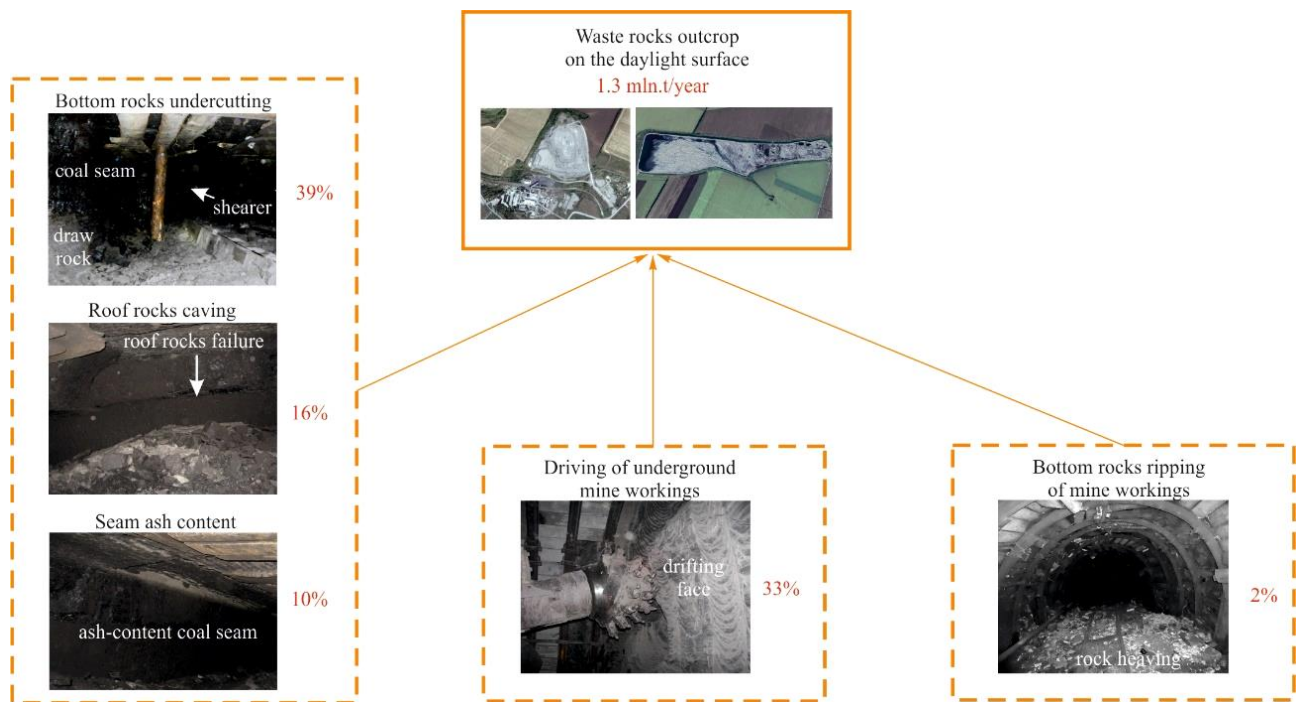 Waste rocks outcrop
on the daylight surface
1.3 mln.t/year
Bottom rocks undercutting
coal seam
shearer
draw
rock
39%
Roof rocks caving
roof rocks failure
16%
Seam ash content
ash-content coal seam
10%
Driving of underground
mine workings
drifting
face
33%
Bottom rocks ripping
of mine workings
rock heaving
2%